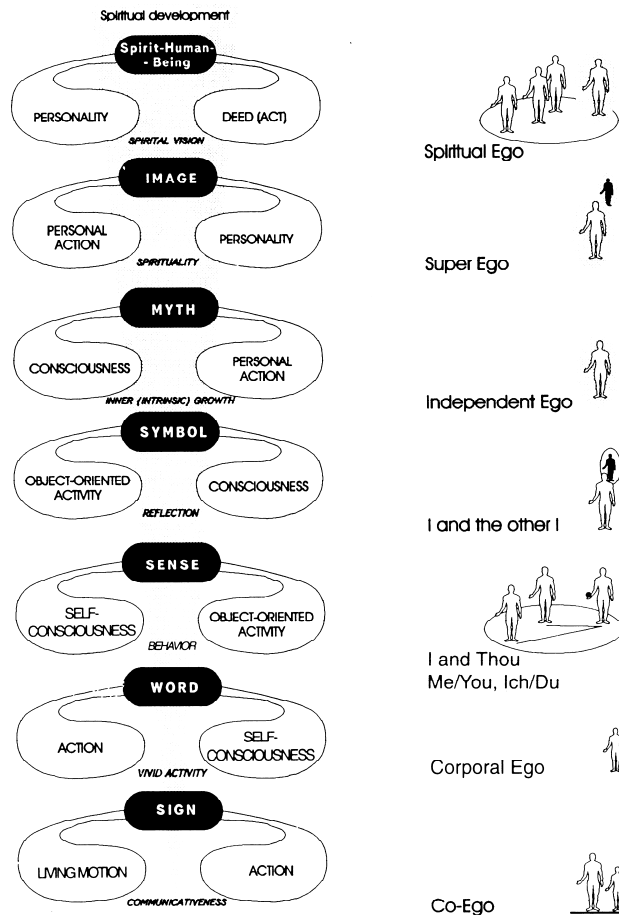 Spiritual development
Spirit-Human-
- Being
PERSONALITY
DEED (ACT)
SPIRITAL VISION
Spiritual Ego
IMAGE
PERSONAL
ACTION
PERSONALITY
SPIRITUALITY
Super Ego
MYTH
CONSCIOUSNESS
PERSONAL
ACTION
INNER (INTRINSIC) GROWTH
Independent Ego
SYMBOL
OBJECT-ORIENTED
ACTIVITY
CONSCIOUSNESS
REFLECTION
I and the other I
SENSE
SELF-
CONSCIOUSNESS
OBJECT-ORIENTED
ACTIVITY
BEHAVIOR
I and Thou
Me/You, Ich/Du
WORD
ACTION
SELF-
CONSCIOUSNESS
VIVID ACTIVITY
Corporal Ego
SIGN
LIVING MOTION
ACTION
COMMUNICATIVENESS
Co-Ego